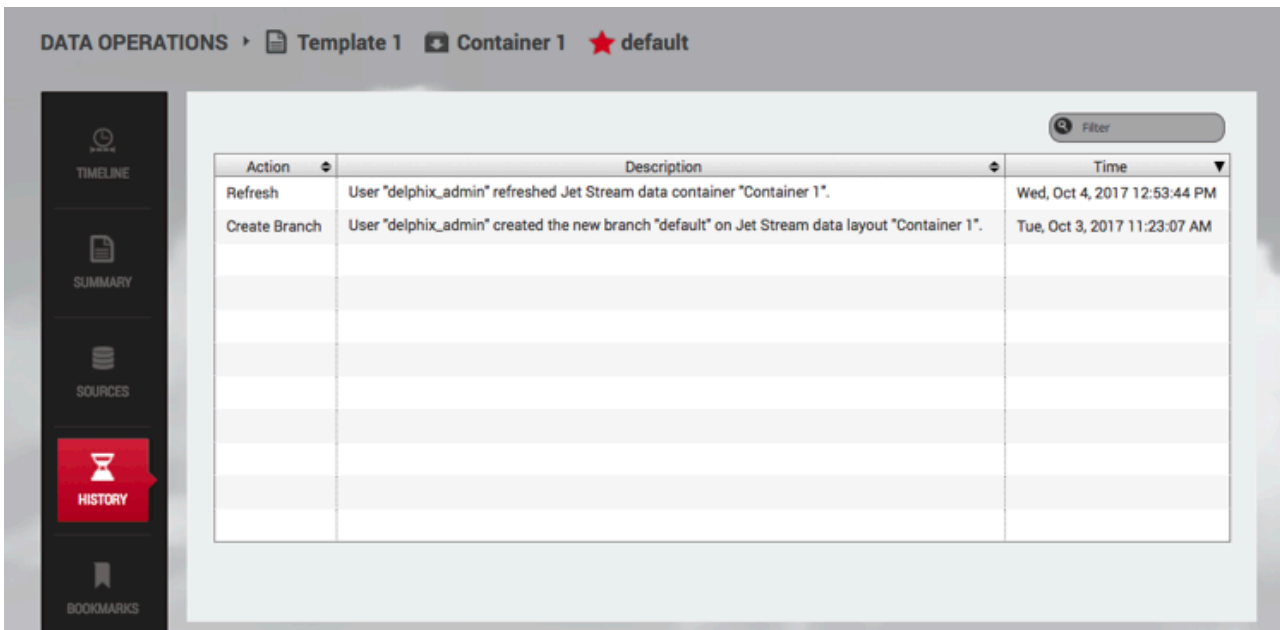 DATA OPERATIONS Template 1 Container 1 default
Filter
TIMELINE
SUMMARY
SOURCES
HISTORY
BOOKMARKS
Action Description Time
Refresh User "delphix_admin" refreshed Jet Stream data container "Container 1". Wed, Oct 4, 2017 12:53:44 PM
Create Branch User "delphix_admin" created the new branch "default" on Jet Stream data layout "Container 1". Tue, Oct 3, 2017 11:23:07 AM